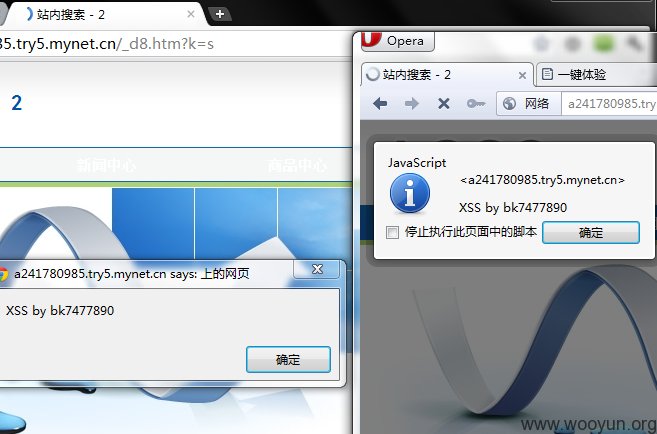 站内搜索 - 2
85.try5.mynet.cn/_d8.htm?k=s
2
新闻中心
商品中心
a241780985.try5.mynet.cn says: 上的网页
XSS by bk7477890
确定
Opera
站内搜索 - 2
一键体验
网络
a241780985.try
JavaScript
<a241780985.try5.mynet.cn>
XSS by bk7477890
停止执行此页面中的脚本
确定
www.wooyun.org